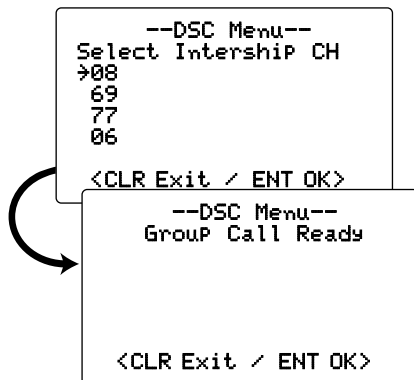 --DSC Menu--
Select Intership CH
→08
69
77
06
<CLR Exit / ENT OK>
--DSC Menu--
Group Call Ready
<CLR Exit / ENT OK>